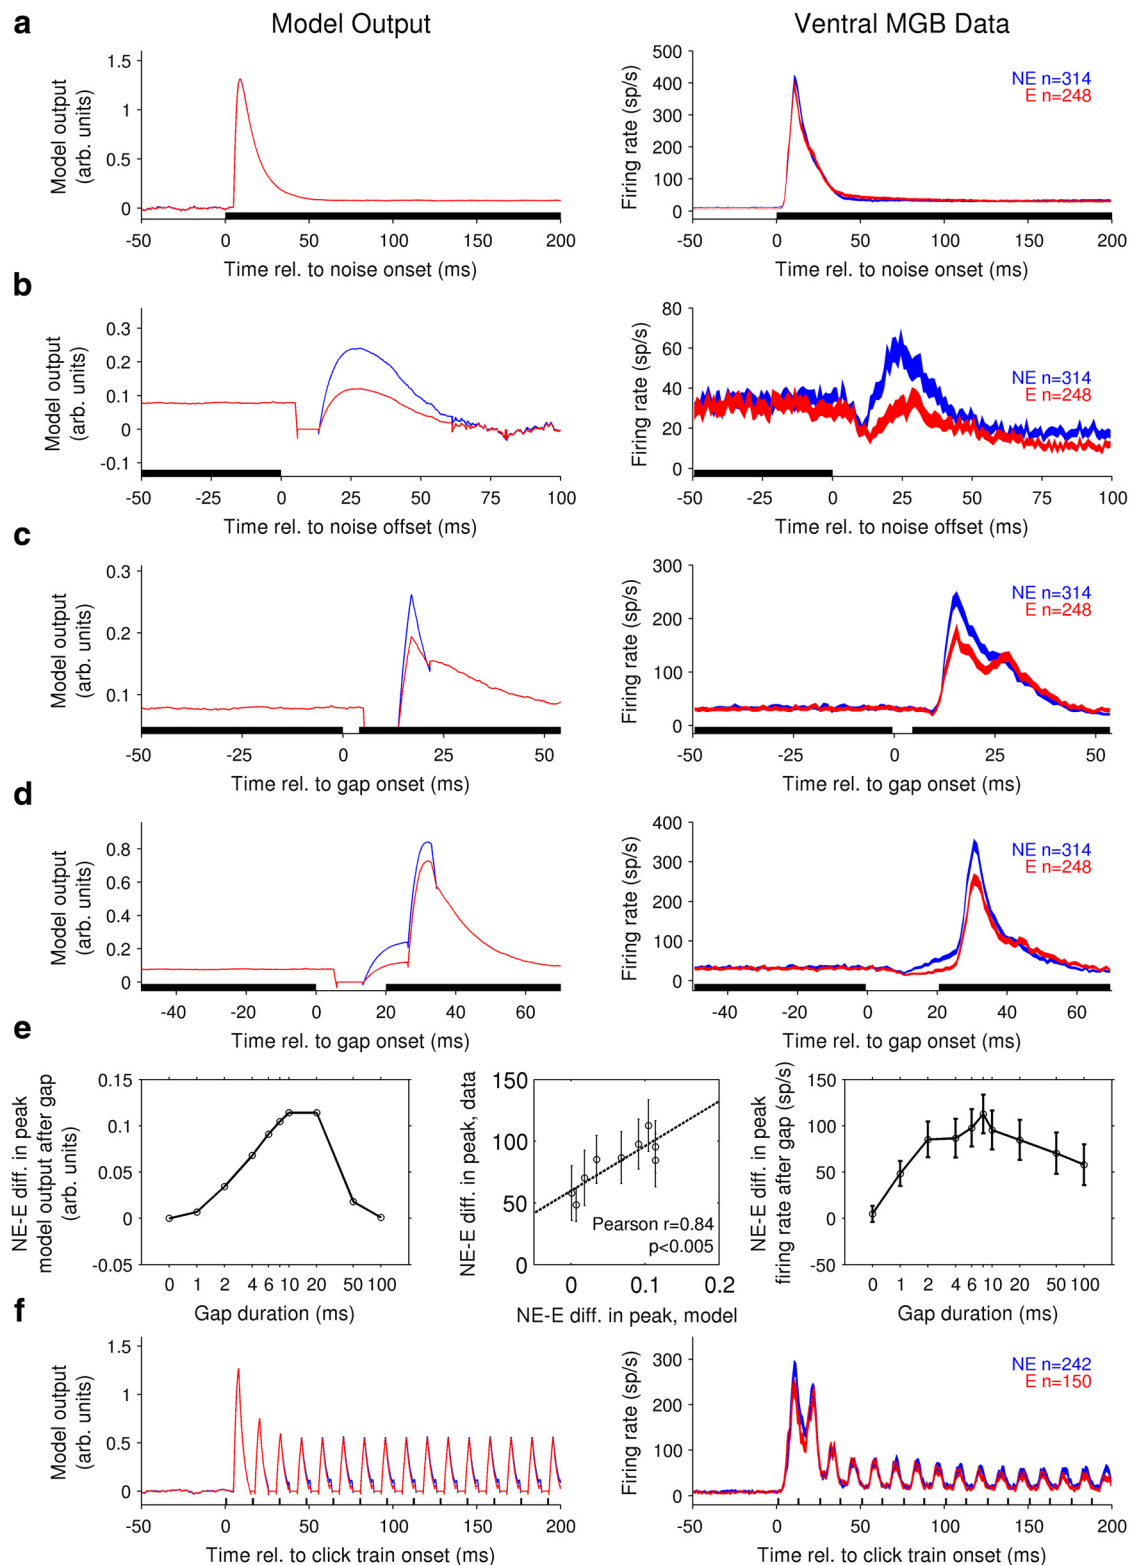 a
Model Output
Ventral MGB Data
Model output
(arb. units)
1.5
1
0.5
0
-50 0 50 100 150 200
Time rel. to noise onset (ms)
Firing rate (sp/s)
500
400
300
200
100
0
NE n=314
E n=248
-50 0 50 100 150 200
Time rel. to noise onset (ms)
b
Model output
(arb. units)
0.3
0.2
0.1
0
-0.1
-50 -25 0 25 50 75 100
Time rel. to noise offset (ms)
Firing rate (sp/s)
80
60
40
20
0
NE n=314
E n=248
-50 -25 0 25 50 75 100
Time rel. to noise offset (ms)
c
Model output
(arb. units)
0.3
0.2
0.1
-50 -25 0 25 50
Time rel. to gap onset (ms)
Firing rate (sp/s)
300
200
100
0
NE n=314
E n=248
-50 -25 0 25 50
Time rel. to gap onset (ms)
d
Model output
(arb. units)
0.8
0.6
0.4
0.2
0
-40 -20 0 20 40 60
Time rel. to gap onset (ms)
Firing rate (sp/s)
400
300
200
100
0
NE n=314
E n=248
-40 -20 0 20 40 60
Time rel. to gap onset (ms)
e
NE-E diff. in peak
model output after gap
(arb. units)
0.15
0.1
0.05
0
-0.05
0 1 2 4 6 10 20 50 100
Gap duration (ms)
NE-E diff. in peak, data
150
100
50
0
Pearson r=0.84
p<0.005
0 0.1 0.2
NE-E diff. in peak, model
NE-E diff. in peak
firing rate after gap (sp/s)
150
100
50
0
-50
0 1 2 4 6 10 20 50 100
Gap duration (ms)
f
Model output
(arb. units)
1.5
1
0.5
0
-50 0 50 100 150 200
Time rel. to click train onset (ms)
Firing rate (sp/s)
300
200
100
0
NE n=242
E n=150
-50 0 50 100 150 200
Time rel. to click train onset (ms)